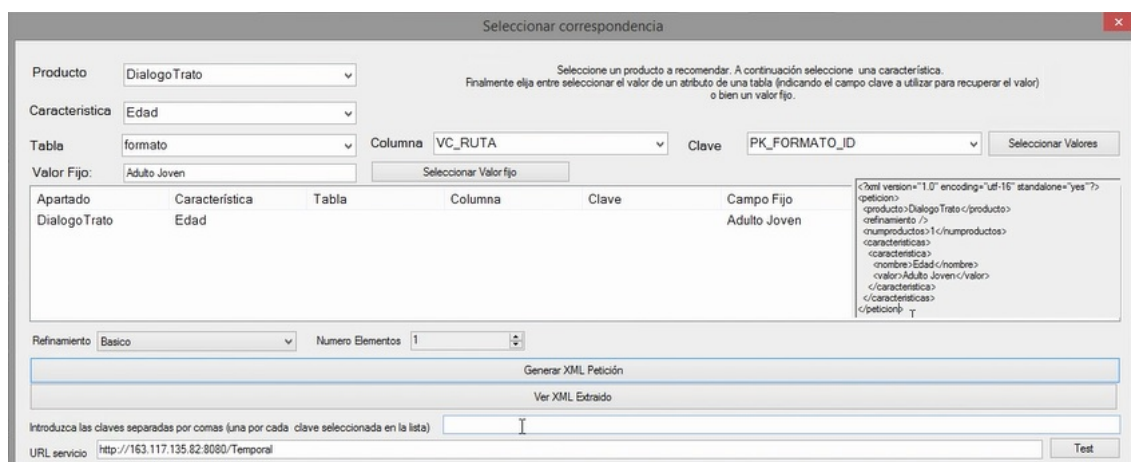 Seleccionar correspondencia
Producto DialogoTrato
Seleccione un producto a recomendar. A continuación seleccione una característica.
Finalmente elija entre seleccionar el valor de un atributo de una tabla (indicando el campo clave a utilizar para recuperar el valor)
o bien un valor fijo.
Caracteristica Edad
Tabla formato Columna VC_RUTA Clave PK_FORMATO_ID Seleccionar Valores
Valor Fijo: Adulto Joven Seleccionar Valor fijo
Apartado Característica Tabla Columna Clave Campo Fijo
DialogoTrato Edad Adulto Joven
<?xml version="1.0" encoding="utf-16" standalone="yes"?>
<peticion>
<producto>DialogoTrato</producto>
<refinamiento />
<numproductos>1</numproductos>
<caracteristicas>
<caracteristica>
<nombre>Edad</nombre>
<valor>Adulto Joven</valor>
</caracteristica>
</caracteristicas>
</peticion>
Refinamiento Basico Numero Elementos 1
Generar XML Petición
Ver XML Extraido
Introduzca las claves separadas por comas (una por cada clave seleccionada en la lista)
URL servicio http://163.117.135.82:8080/Temporal Test